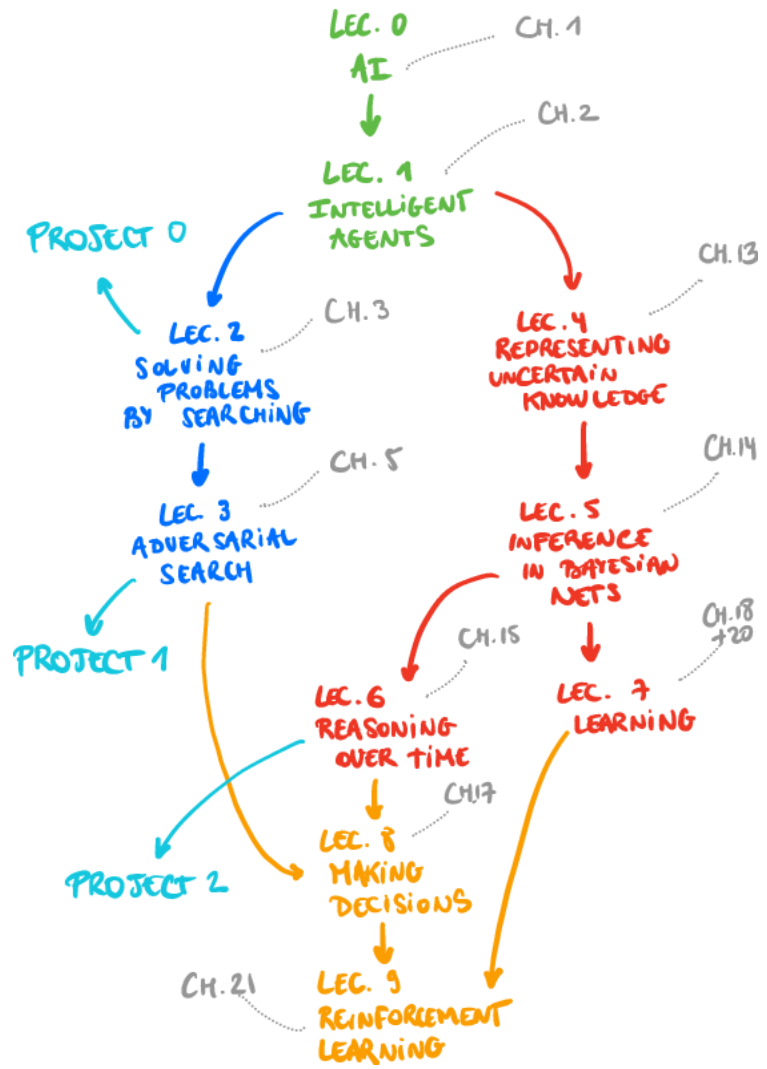 LEC. 0
CH. 1
AI
CH. 2
LEC. 1
INTELLIGENT
AGENTS
PROJECT 0
CH. 13
CH. 3
LEC. 2
SOLVING
PROBLEMS
BY SEARCHING
LEC. 4
REPRESENTING
UNCERTAIN
KNOWLEDGE
CH. 5
CH. 14
LEC. 3
ADVERSARIAL
SEARCH
LEC. 5
INFERENCE
IN BAYESIAN
NETS
PROJECT 1
CH. 15
CH. 18
+20
LEC. 6
REASONING
OVER TIME
LEC. 7
LEARNING
CH. 17
LEC. 8
MAKING
DECISIONS
PROJECT 2
CH. 21
LEC. 9
REINFORCEMENT
LEARNING